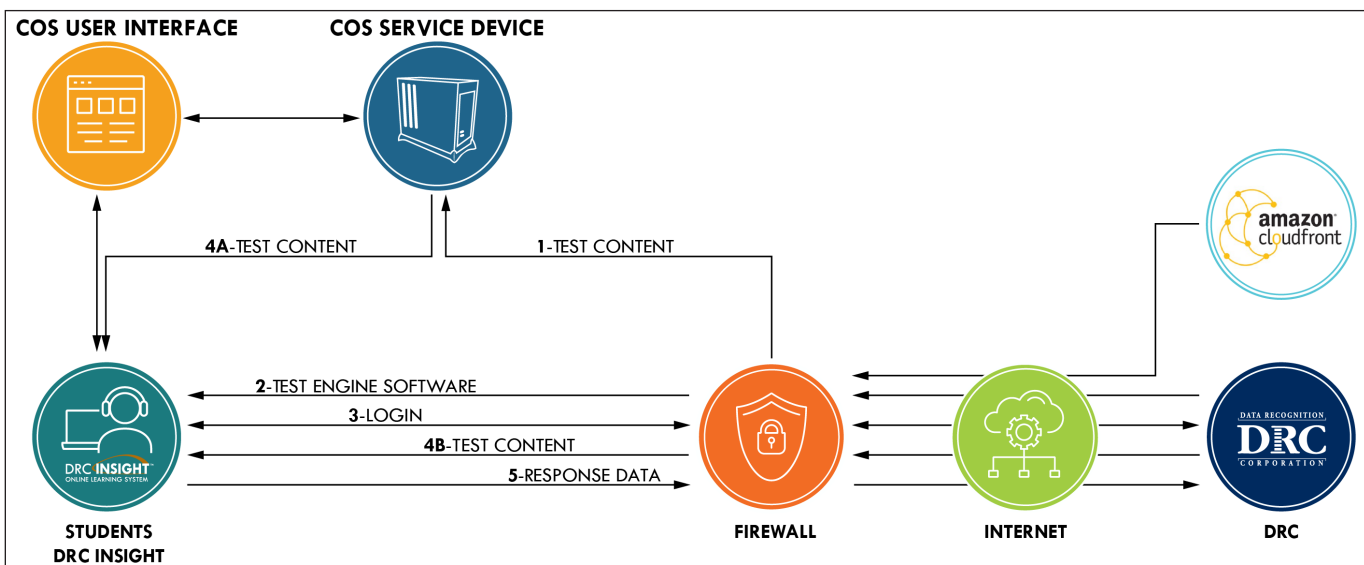 COS USER INTERFACE
COS SERVICE DEVICE
amazon
cloudfront
4A-TEST CONTENT
1-TEST CONTENT
2-TEST ENGINE SOFTWARE
3-LOGIN
4B-TEST CONTENT
5-RESPONSE DATA
DRC INSIGHT™
ONLINE LEARNING SYSTEM
DATA RECOGNITION
DRC
CORPORATION
STUDENTS
DRC INSIGHT
FIREWALL
INTERNET
DRC